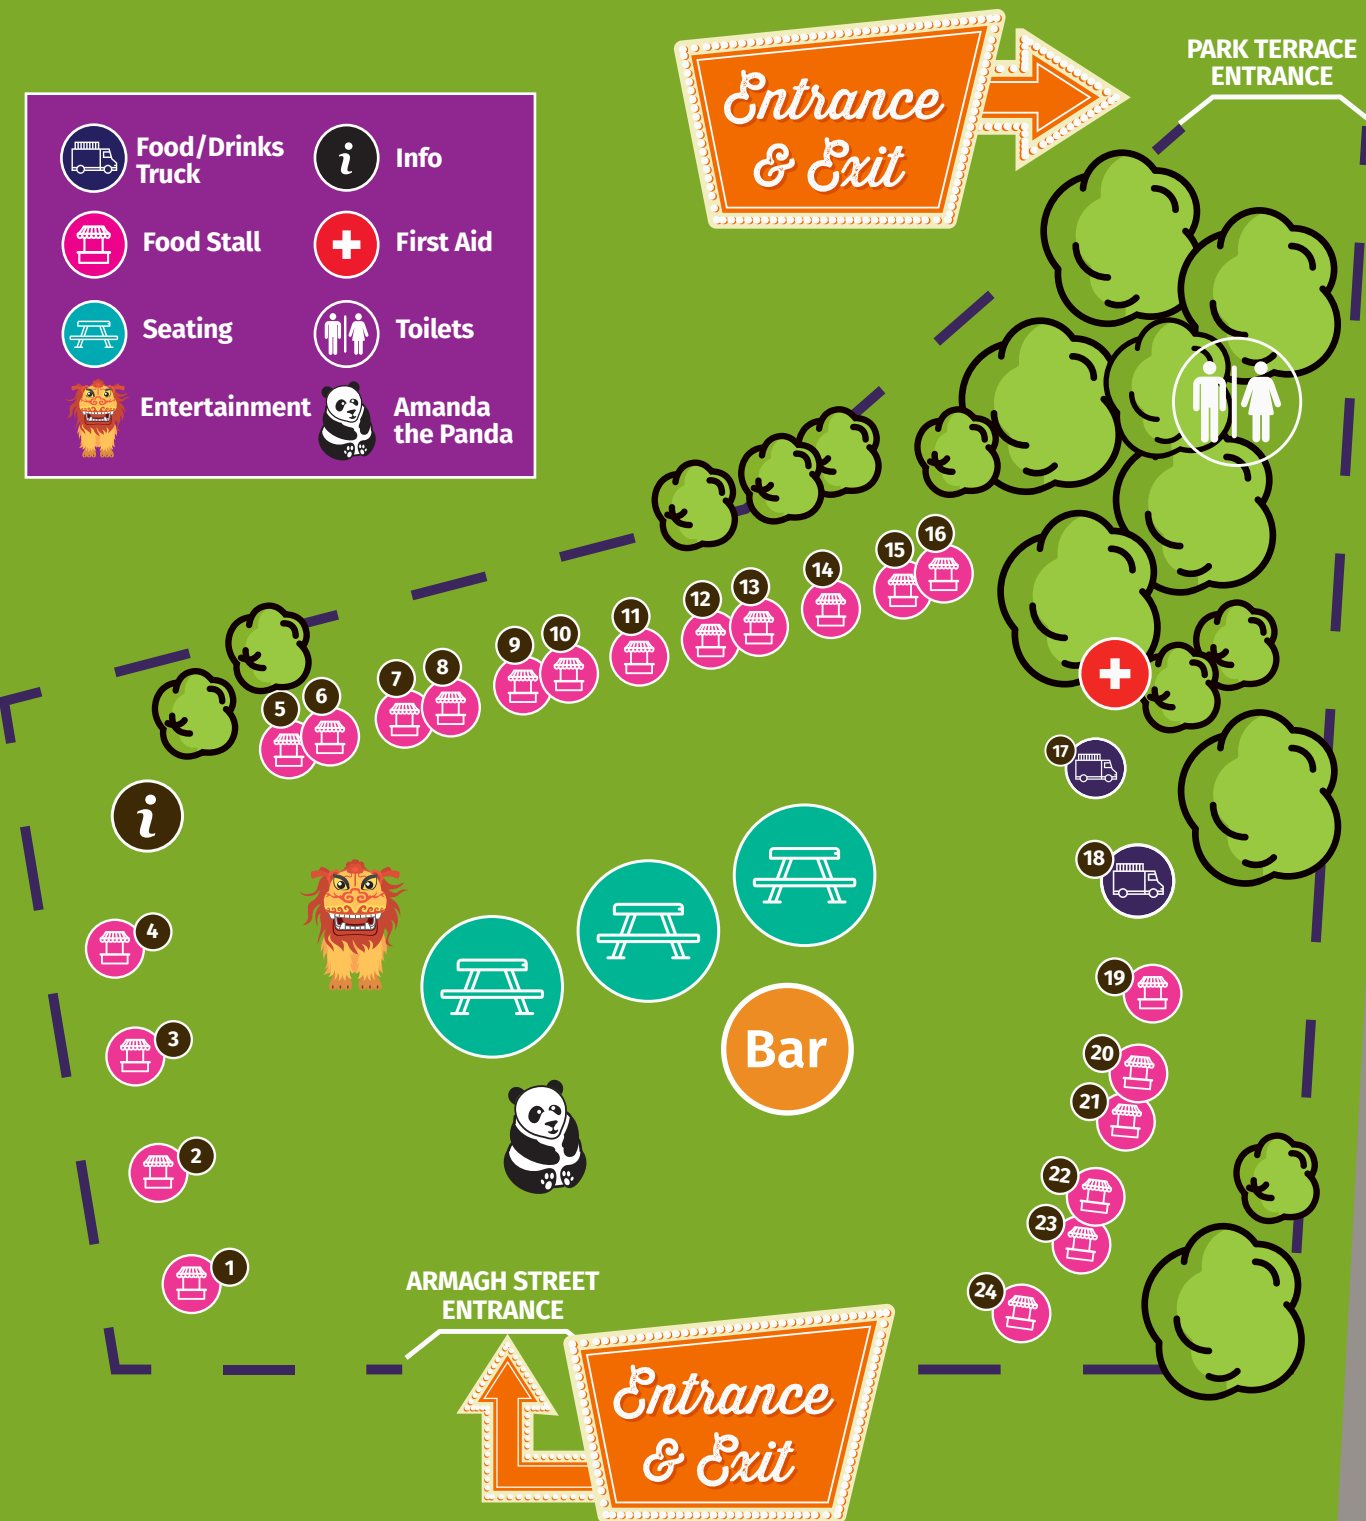 Entrance
& Exit
PARK TERRACE
ENTRANCE
Food/Drinks
Truck
i
Info
Food Stall
First Aid
Seating
Toilets
Entertainment
Amanda
the Panda
16
15
14
13
12
11
10
9
8
7
6
5
17
i
18
4
19
3
20
Bar
21
2
22
23
1
24
ARMAGH STREET
ENTRANCE
Entrance
& Exit